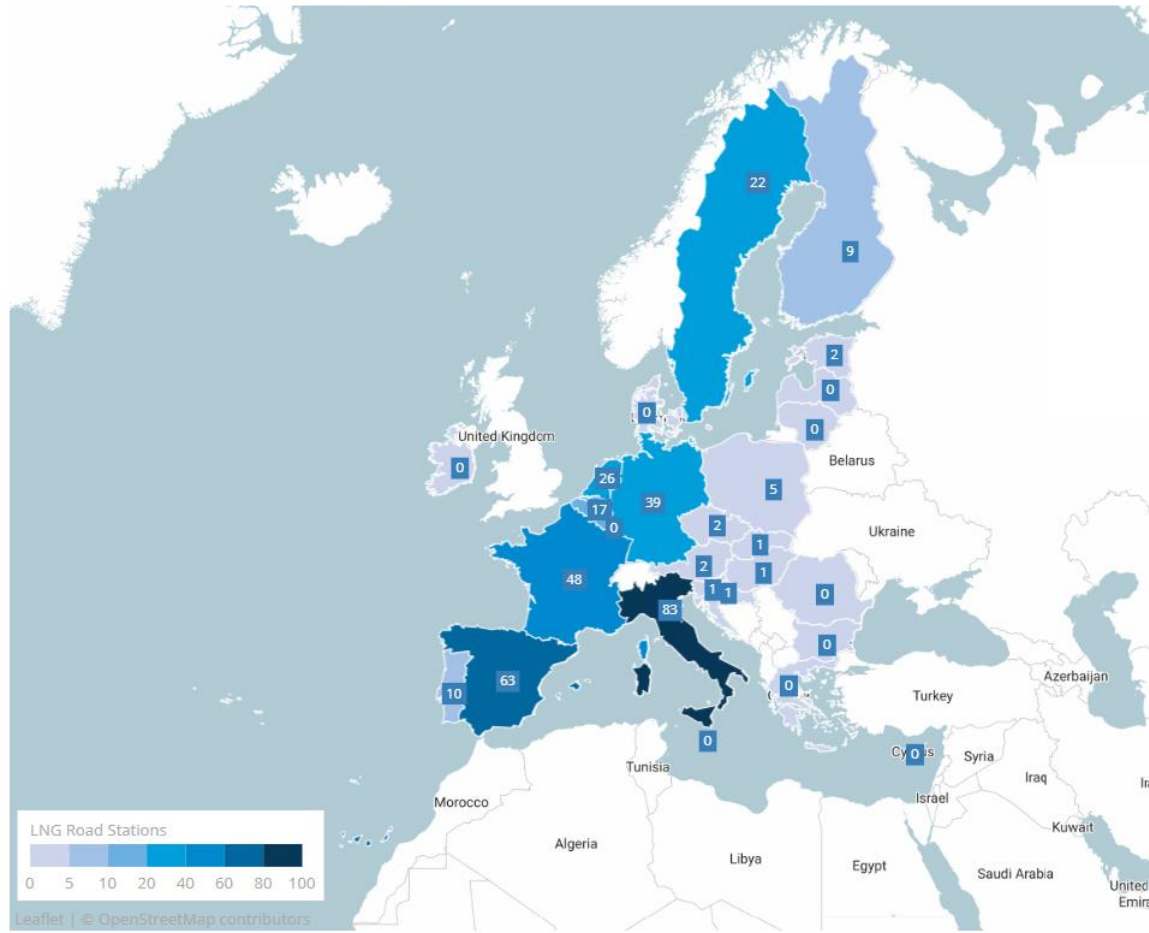 22
9
2
0
0
0
United Kingdom
0
Belarus
26
39
5
17
0
2
Ukraine
1
48
2
1
1 1
0
83
0
63
10
0
Azerbaijan
Turkey
0
0
Syria
Tunisia
Iraq
Israel
Morocco
Kuwait
Algeria
Libya
Egypt
Saudi Arabia
United
LNG Road Stations
0 5 10 20 40 60 80 100
Leaflet | © OpenStreetMap contributors